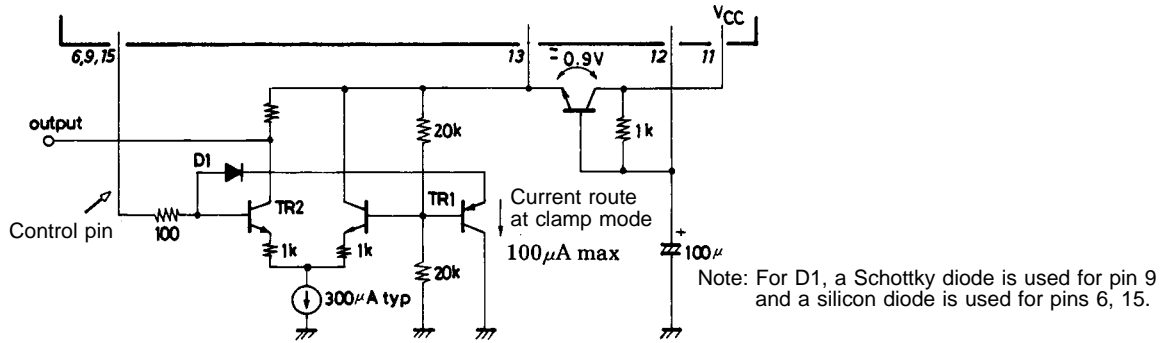 VCC
6,9,15
13
≒0.9V
12
11
output
20k
1k
D1
TR2
TR1
Current route
at clamp mode
100μA max
Control pin
100
1k
1k
20k
+
100μ
300μA typ
Note: For D1, a Schottky diode is used for pin 9
and a silicon diode is used for pins 6, 15.